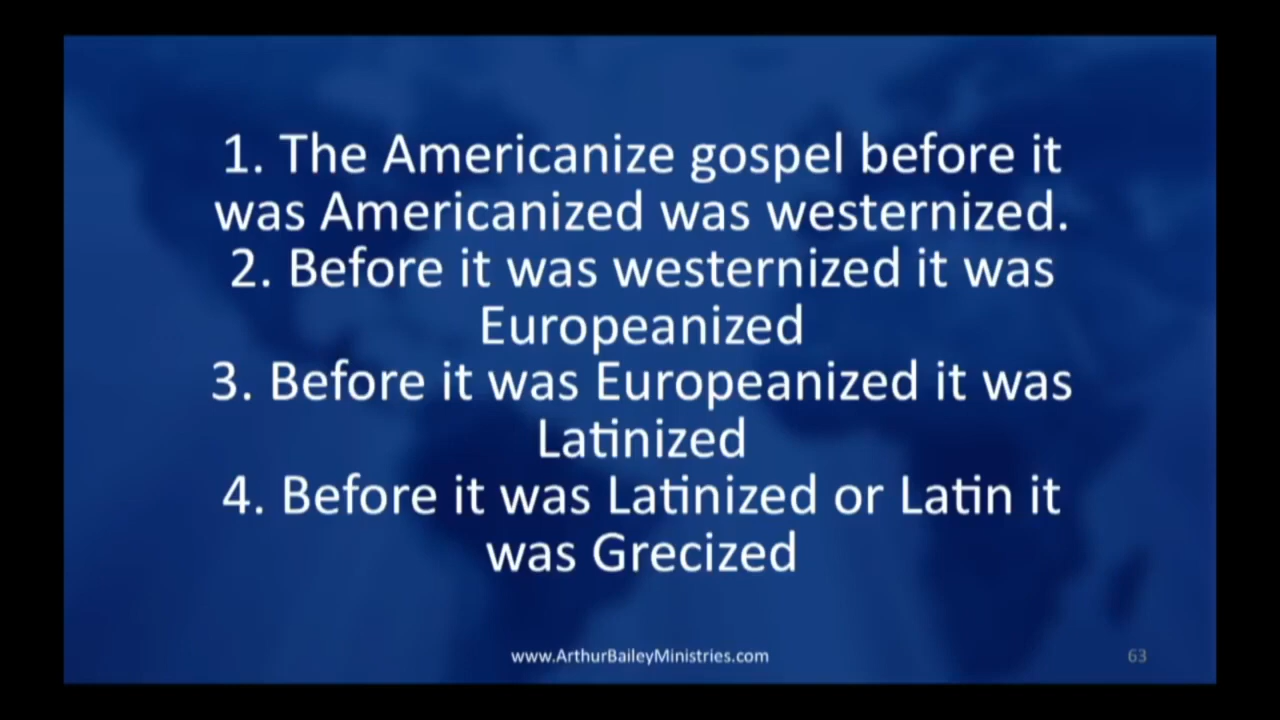 1. The Americanize gospel before it
was Americanized was westernized.
2. Before it was westernized it was
Europeanized
3. Before it was Europeanized it was
Latinized
4. Before it was Latinized or Latin it
was Grecized
www.ArthurBaileyMinistries.com
63